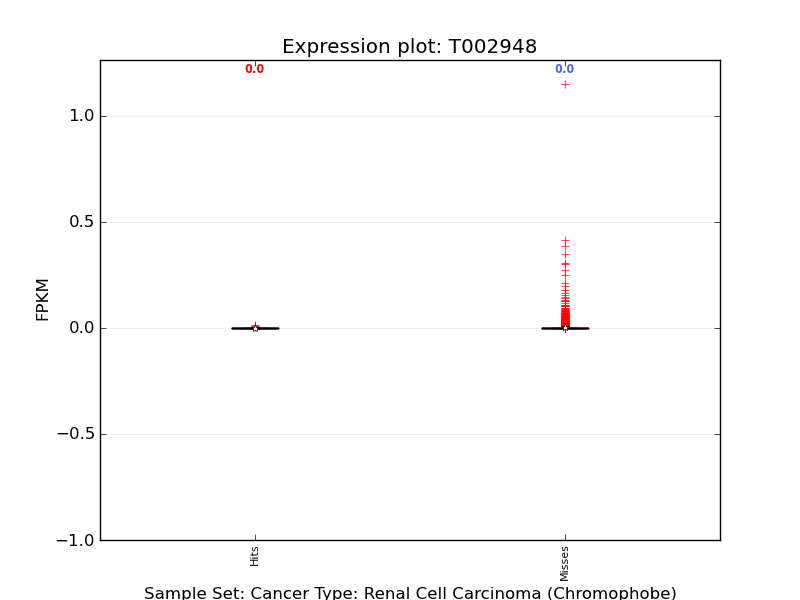 Expression plot: T002948
0.0 0.0
1.0
0.5
FPKM
0.0
−0.5
−1.0
Hits Misses
Sample Set: Cancer Type: Renal Cell Carcinoma (Chromophobe)